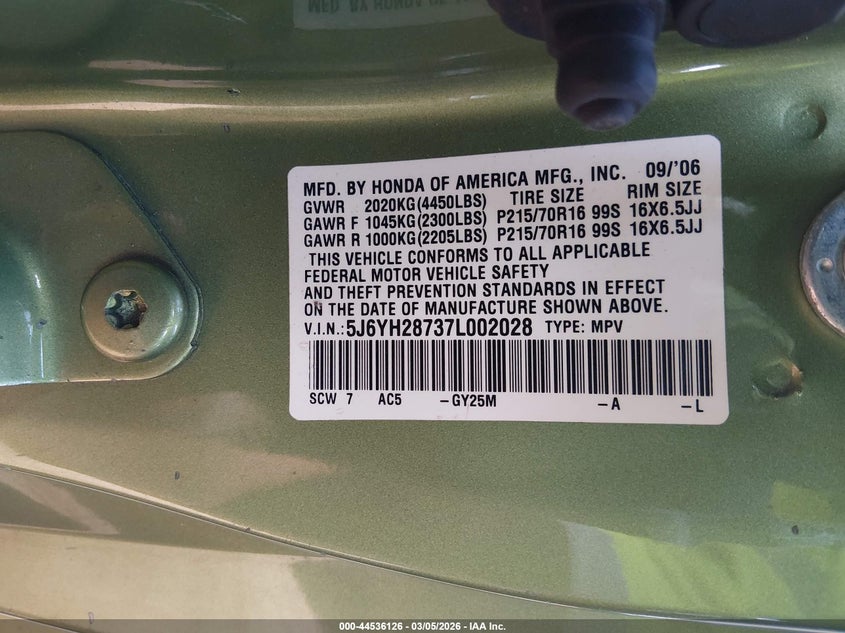 MFD. BY HONDA OF AMERICA MFG., INC. 09/'06
GVWR 2020KG(4450LBS) TIRE SIZE RIM SIZE
GAWR F 1045KG(2300LBS) P215/70R16 99S 16X6.5JJ
GAWR R 1000KG(2205LBS) P215/70R16 99S 16X6.5JJ
THIS VEHICLE CONFORMS TO ALL APPLICABLE
FEDERAL MOTOR VEHICLE SAFETY
AND THEFT PREVENTION STANDARDS IN EFFECT
ON THE DATE OF MANUFACTURE SHOWN ABOVE.
V.I.N.:5J6YH28737L002028 TYPE: MPV
SCW 7 AC5 -GY25M -A -L
000-44536126 - 03/05/2026 - IAA Inc.